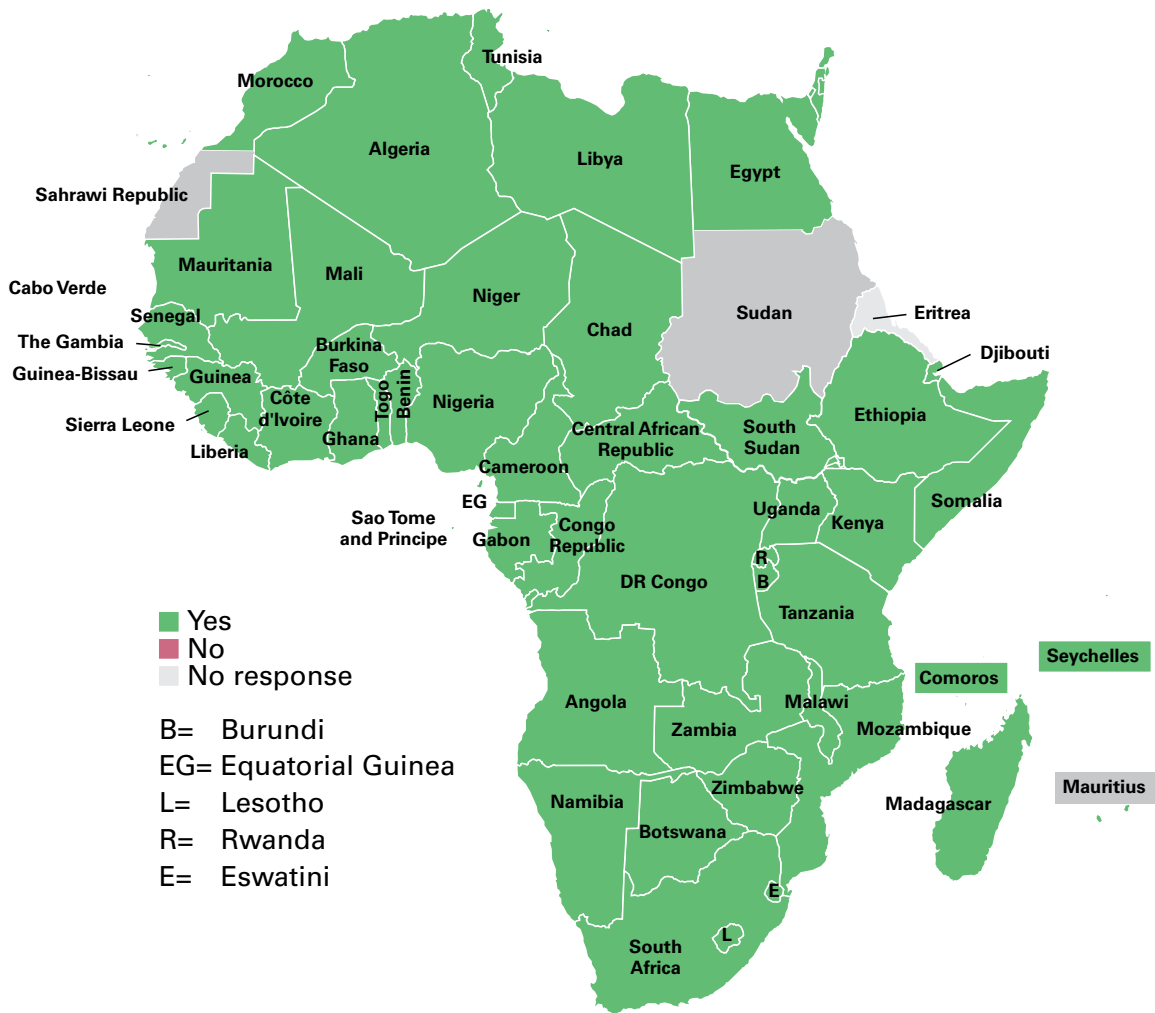 Tunisia
Morocco
Algeria
Libya
Egypt
Sahrawi Republic
Mauritania
Mali
Niger
Chad
Sudan
Eritrea
Cabo Verde
Senegal
The Gambia
Guinea-Bissau
Guinea
Burkina
Faso
Djibouti
Sierra Leone
Liberia
Côte
d'Ivoire
Ghana
Togo
Benin
Nigeria
Central African
Republic
South
Sudan
Ethiopia
Cameroon
EG
Sao Tome
and Principe
Gabon
Congo
Republic
Uganda
Kenya
Somalia
R
B
DR Congo
Tanzania
Yes
No
No response
Seychelles
Comoros
Angola
Zambia
Malawi
Mozambique
B= Burundi
EG= Equatorial Guinea
L= Lesotho
R= Rwanda
E= Eswatini
Namibia
Botswana
Zimbabwe
Madagascar
Mauritius
E
L
South
Africa